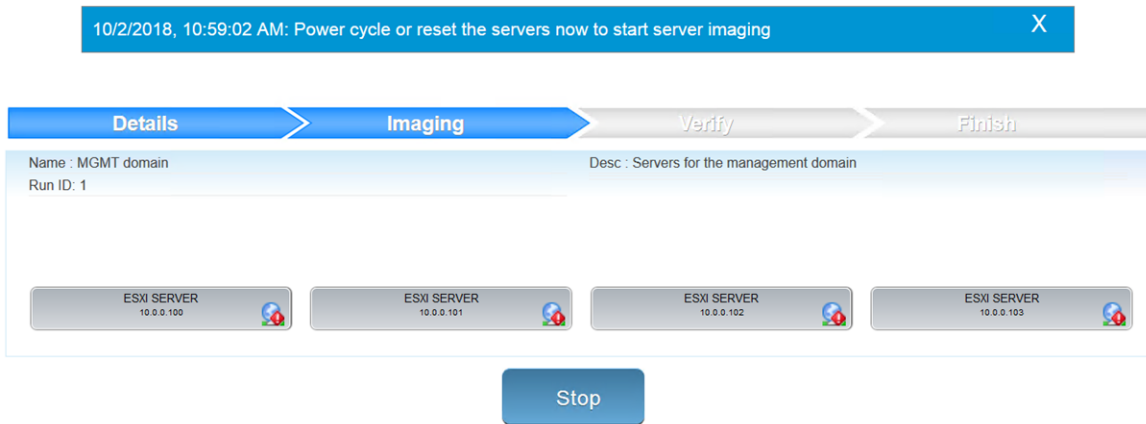 10/2/2018, 10:59:02 AM: Power cycle or reset the servers now to start server imaging X
Details Imaging Verify Finish
Name : MGMT domain Desc : Servers for the management domain
Run ID: 1
ESXI SERVER ESXI SERVER ESXI SERVER ESXI SERVER
10.0.0.100 10.0.0.101 10.0.0.102 10.0.0.103
Stop